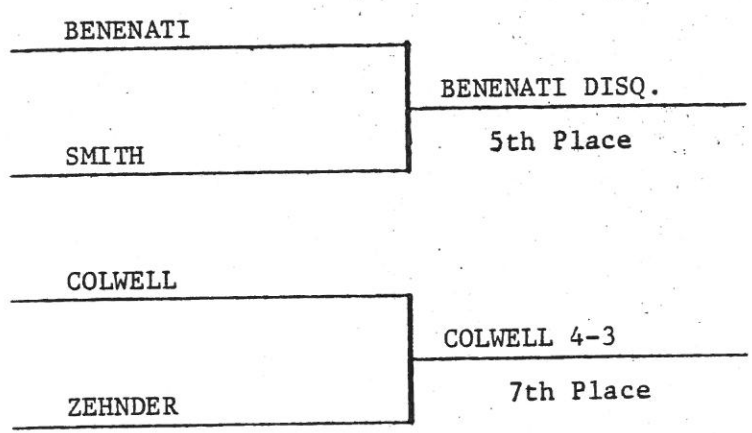 BENENATI
BENENATI DISQ.
5th Place
SMITH
COLWELL
COLWELL 4-3
7th Place
ZEHNDER